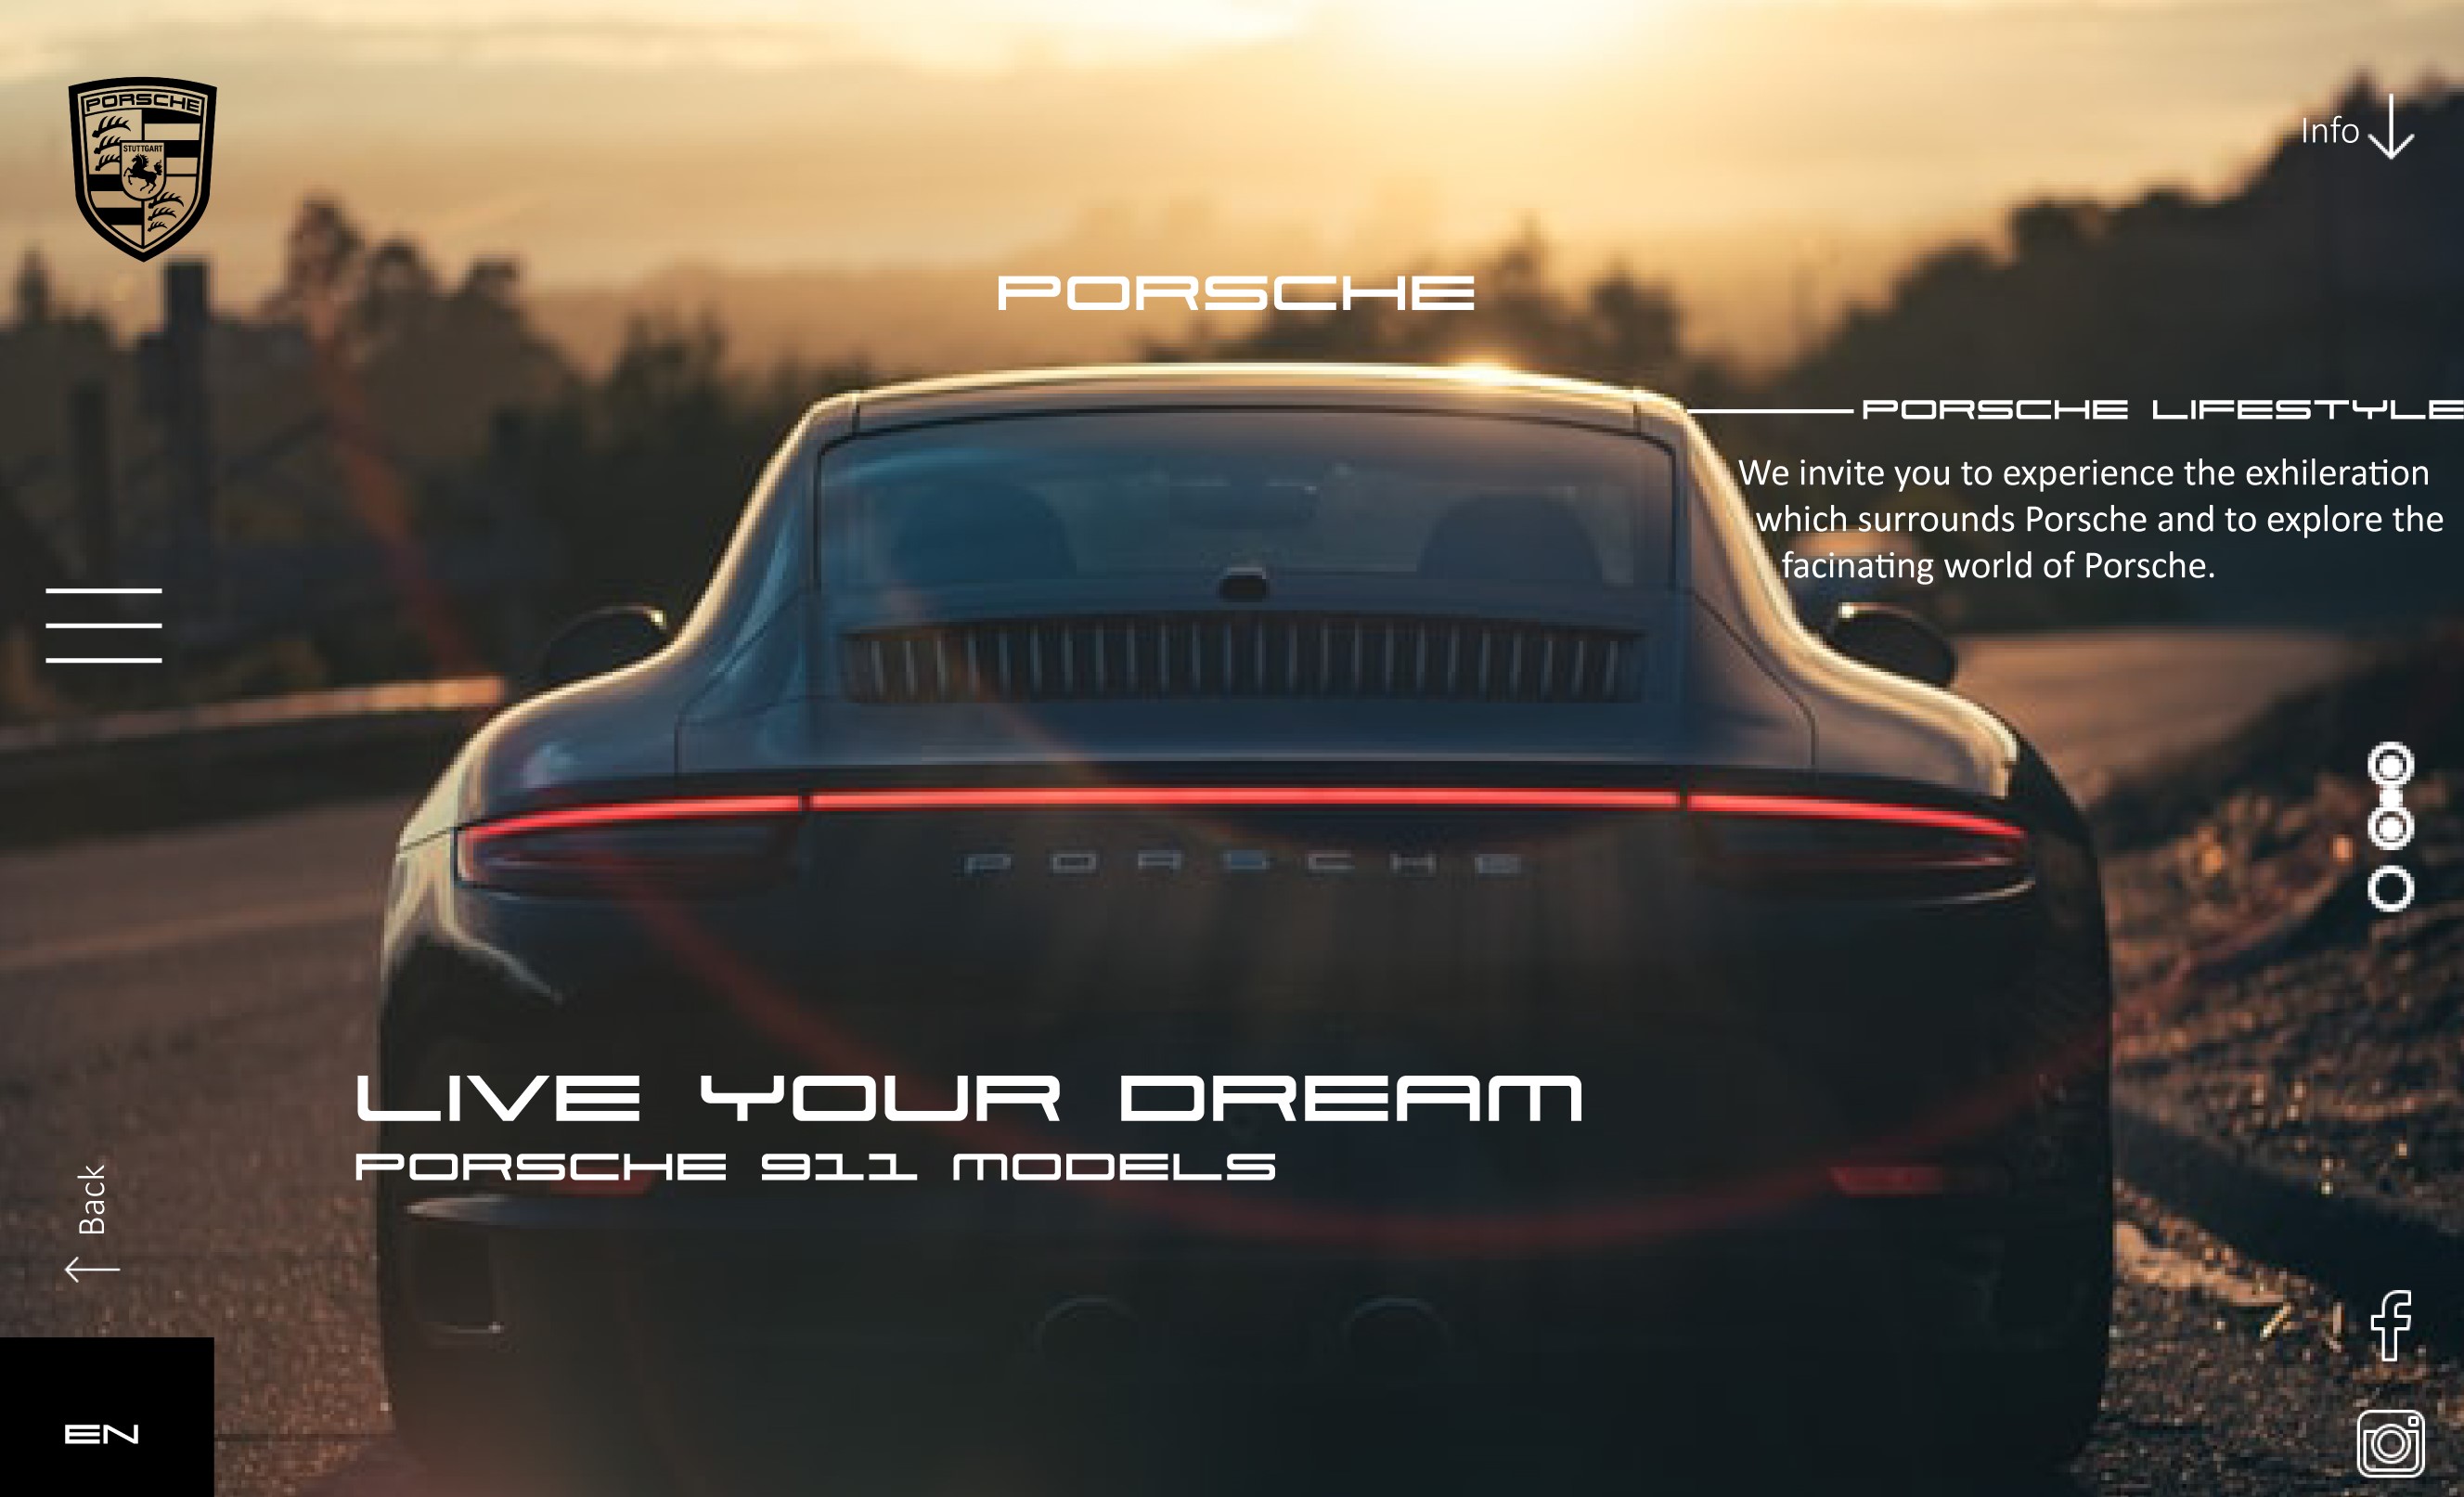 PORSCHE
STUTTGART
Info
PORSCHE
PORSCHE LIFESTYLE
We invite you to experience the exhileration
which surrounds Porsche and to explore the
facinating world of Porsche.
PORSCHE
LIVE YOUR DREAM
PORSCHE 911 MODELS
Back
EN